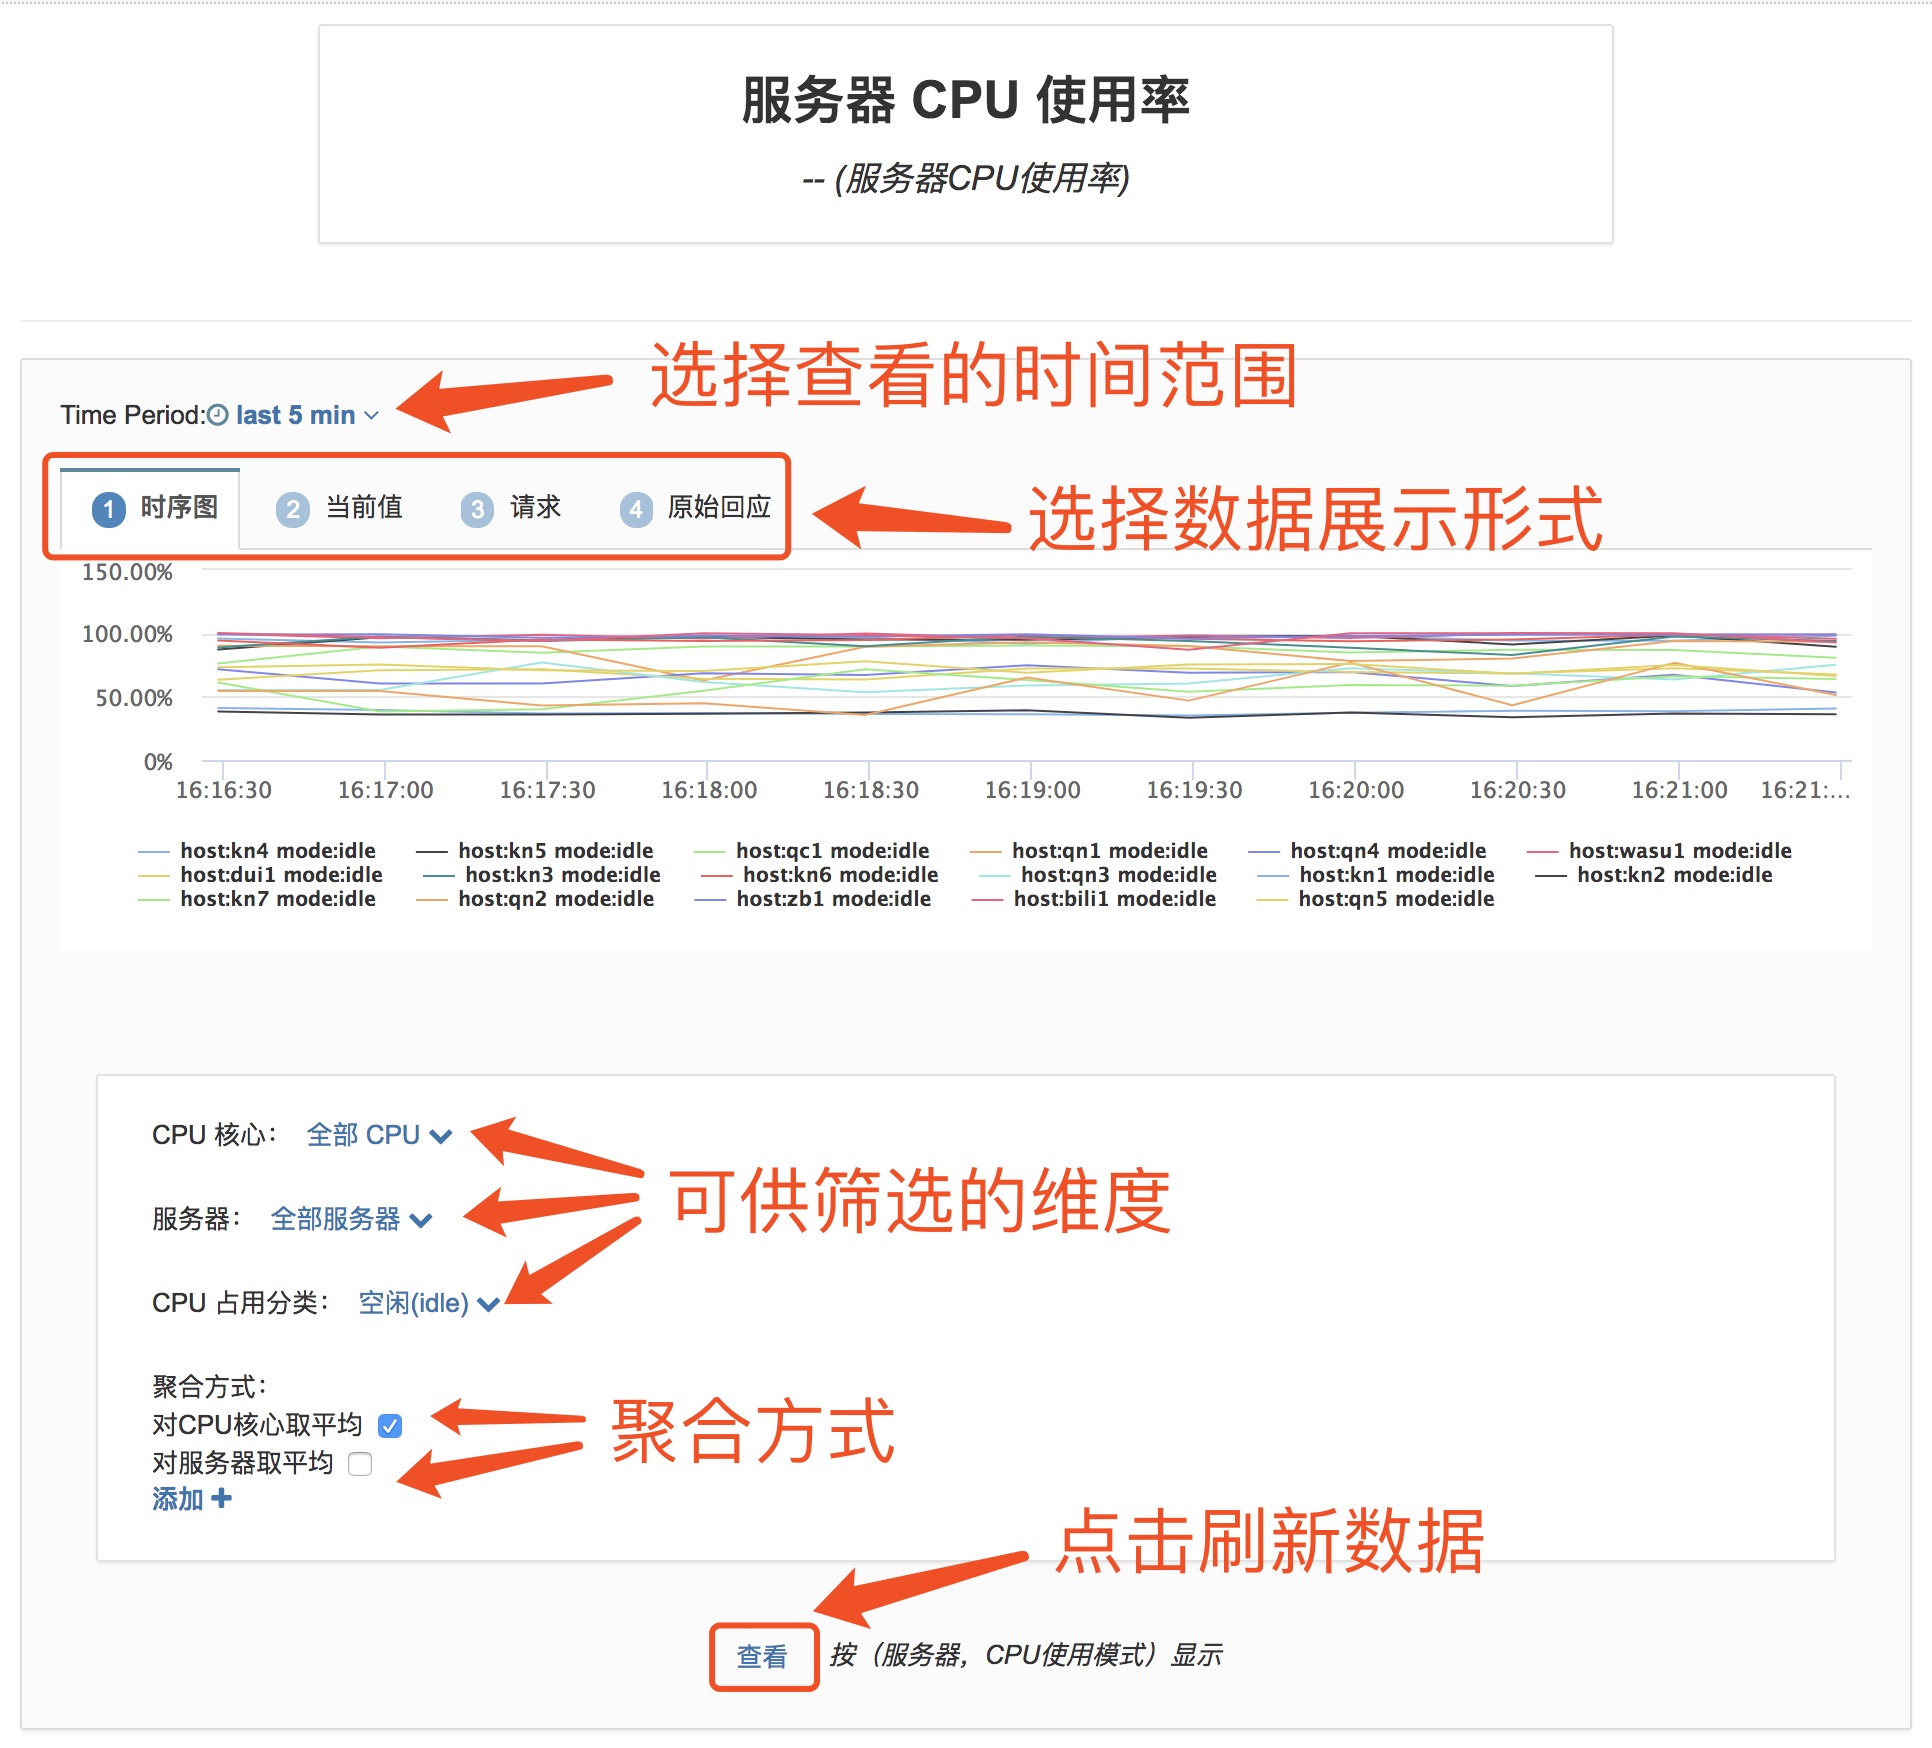 服务器 CPU 使用率
-- (服务器CPU使用率)
选择查看的时间范围
Time Period: last 5 min
1 时序图 2 当前值 3 请求 4 原始回应
选择数据展示形式
150.00%
100.00%
50.00%
0%
16:16:30 16:17:00 16:17:30 16:18:00 16:18:30 16:19:00 16:19:30 16:20:00 16:20:30 16:21:00 16:21:...
host:kn4 mode:idle host:kn5 mode:idle host:qc1 mode:idle host:qn1 mode:idle host:qn4 mode:idle host:wasu1 mode:idle
host:dui1 mode:idle host:kn3 mode:idle host:kn6 mode:idle host:qn3 mode:idle host:kn1 mode:idle host:kn2 mode:idle
host:kn7 mode:idle host:qn2 mode:idle host:zb1 mode:idle host:bili1 mode:idle host:qn5 mode:idle
CPU 核心： 全部 CPU
可供筛选的维度
服务器： 全部服务器
CPU 占用分类： 空闲(idle)
聚合方式：
对CPU核心取平均
聚合方式
对服务器取平均
添加
点击刷新数据
查看 按（服务器，CPU使用模式）显示